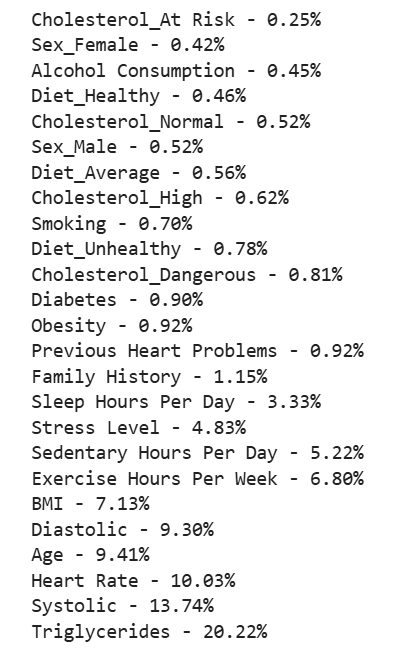 Cholesterol_At Risk - 0.25%
Sex_Female - 0.42%
Alcohol Consumption - 0.45%
Diet_Healthy - 0.46%
Cholesterol_Normal - 0.52%
Sex_Male - 0.52%
Diet_Average - 0.56%
Cholesterol_High - 0.62%
Smoking - 0.70%
Diet_Unhealthy - 0.78%
Cholesterol_Dangerous - 0.81%
Diabetes - 0.90%
Obesity - 0.92%
Previous Heart Problems - 0.92%
Family History - 1.15%
Sleep Hours Per Day - 3.33%
Stress Level - 4.83%
Sedentary Hours Per Day - 5.22%
Exercise Hours Per Week - 6.80%
BMI - 7.13%
Diastolic - 9.30%
Age - 9.41%
Heart Rate - 10.03%
Systolic - 13.74%
Triglycerides - 20.22%